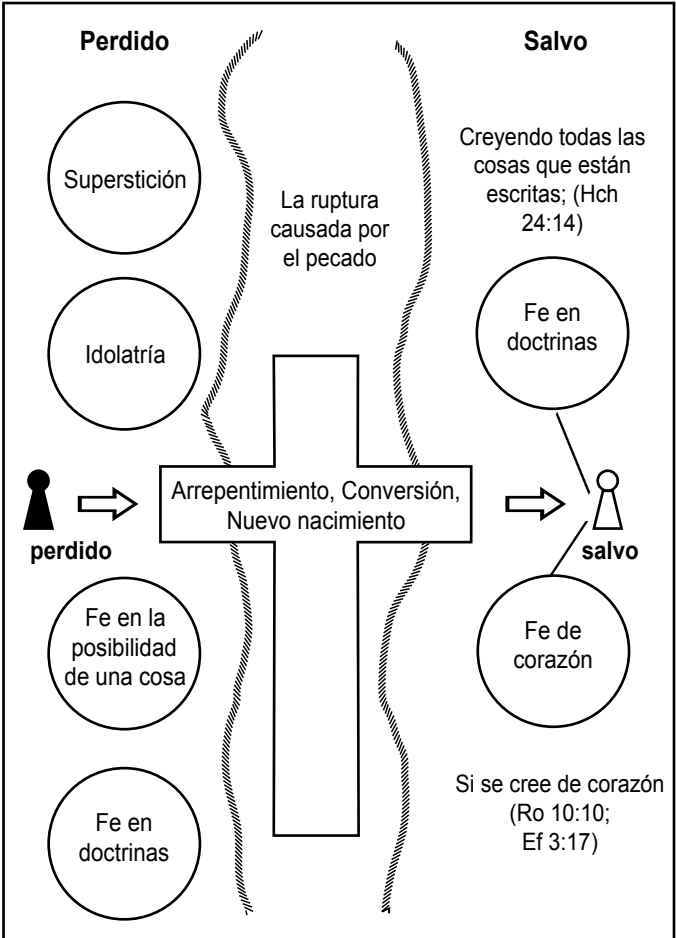 Perdido
Superstición
Idolatría
perdido
Fe en la
posibilidad
de una cosa
Fe en
doctrinas
La ruptura
causada por
el pecado
Arrepentimiento, Conversión,
Nuevo nacimiento
Salvo
Creyendo todas las
cosas que están
escritas; (Hch
24:14)
Fe en
doctrinas
salvo
Fe de
corazón
Si se cree de corazón
(Ro 10:10;
Ef 3:17)